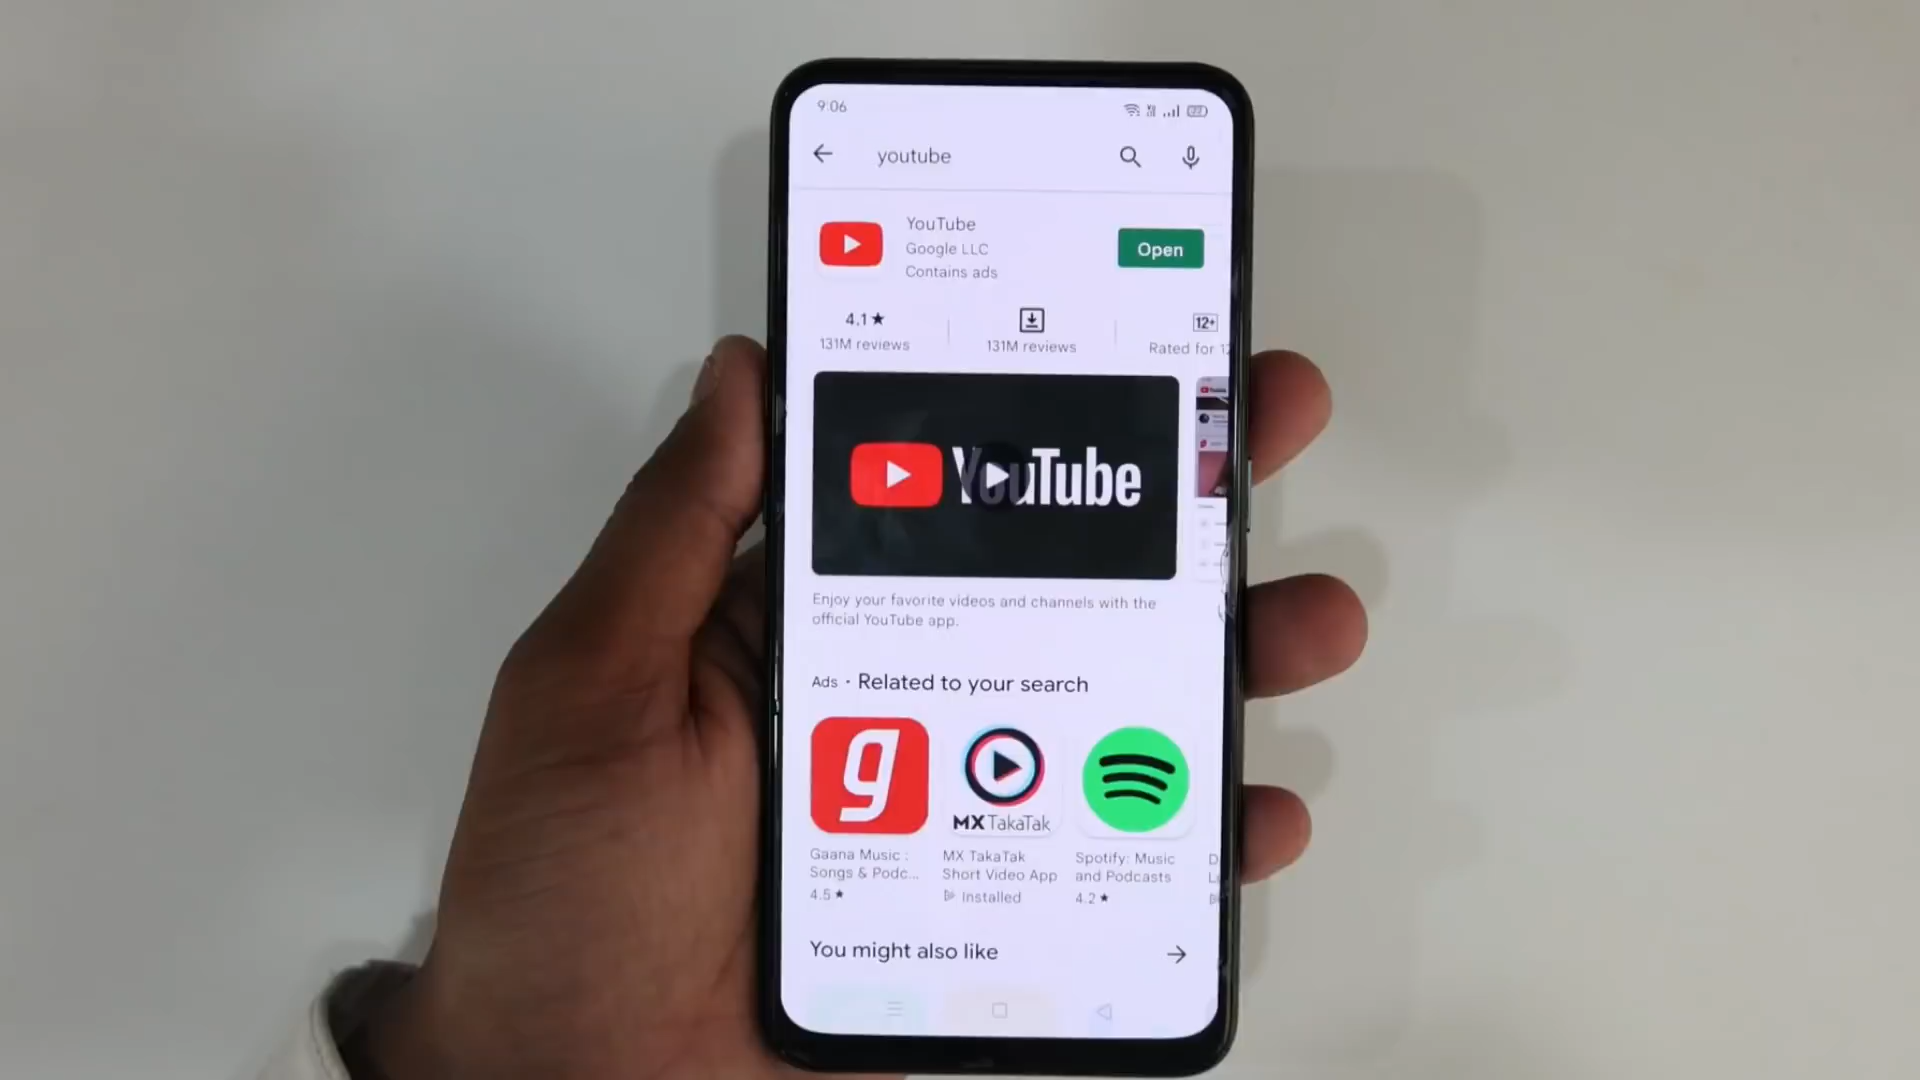 9:06
youtube
YouTube
Google LLC
Contains ads
Open
4.1★
131M reviews
131M reviews
12+
Rated for 12
YouTube
Enjoy your favorite videos and channels with the
official YouTube app.
Ads · Related to your search
g
MX TakaTak
Gaana Music :
Songs & Podc...
4.5★
MX TakaTak
Short Video App
Installed
Spotify: Music
and Podcasts
4.2★
You might also like